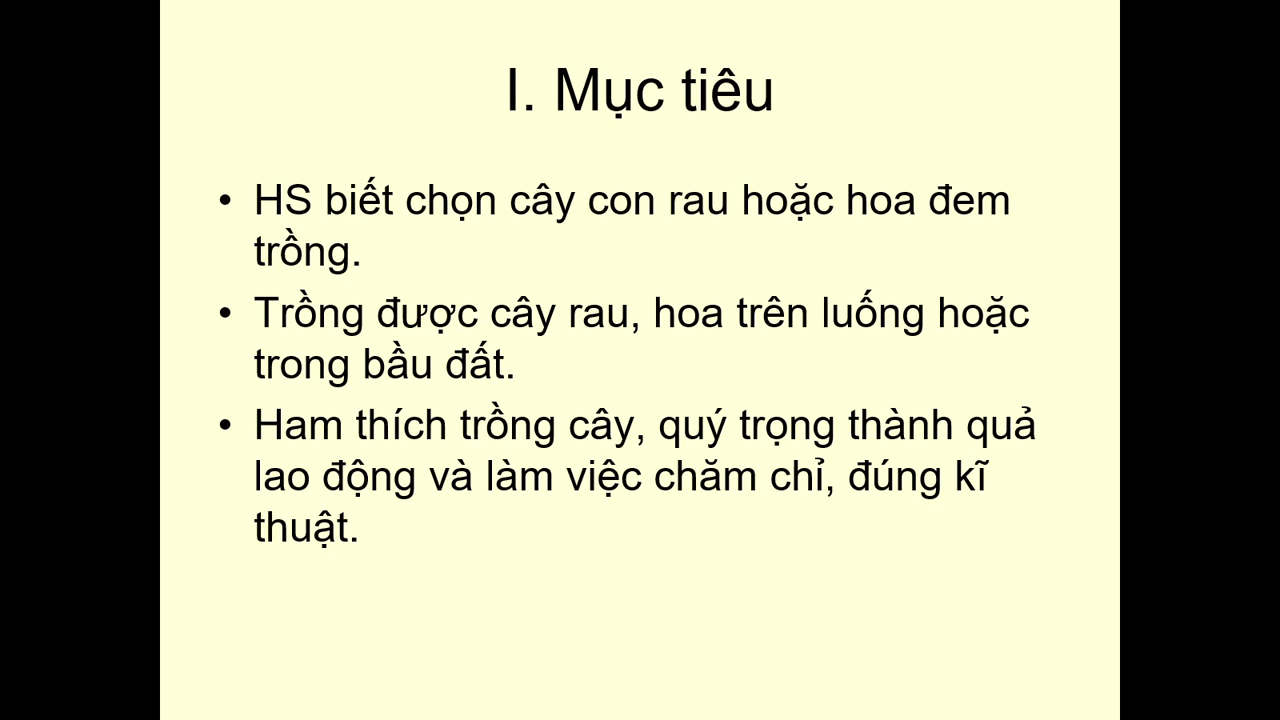 I. Mục tiêu
• HS biết chọn cây con rau hoặc hoa đem
trồng.
• Trồng được cây rau, hoa trên luống hoặc
trong bầu đất.
• Ham thích trồng cây, quý trọng thành quả
lao động và làm việc chăm chỉ, đúng kĩ
thuật.